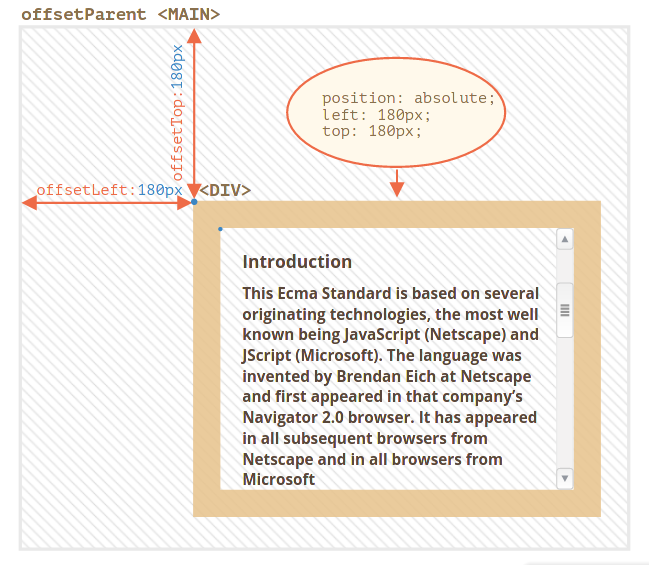 offsetParent <MAIN>
offsetTop:180px
position: absolute;
left: 180px;
top: 180px;
offsetLeft:180px
<DIV>
Introduction
This Ecma Standard is based on several
originating technologies, the most well
known being JavaScript (Netscape) and
JScript (Microsoft). The language was
invented by Brendan Eich at Netscape
and first appeared in that company’s
Navigator 2.0 browser. It has appeared
in all subsequent browsers from
Netscape and in all browsers from
Microsoft